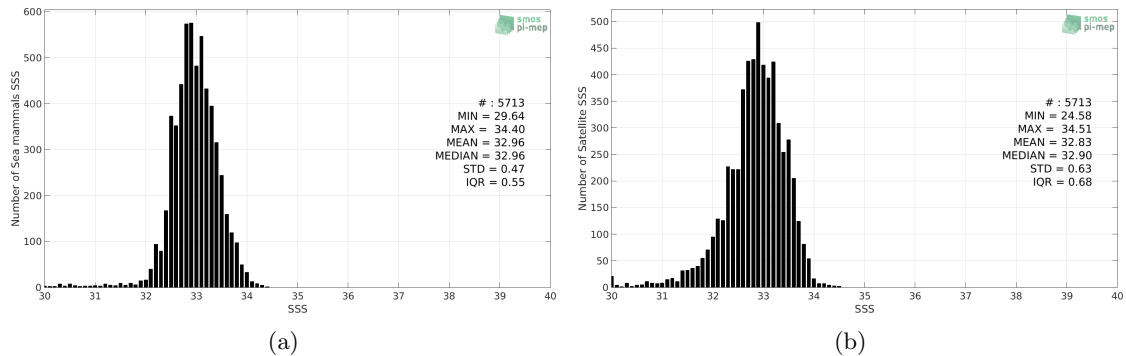 600
500
400
300
200
100
0
Number of Sea mammals SSS
30 31 32 33 34 35 36 37 38 39 40
SSS
smos
pi-mep
# : 5713
MIN = 29.64
MAX = 34.40
MEAN = 32.96
MEDIAN = 32.96
STD = 0.47
IQR = 0.55
(a)
500
450
400
350
300
250
200
150
100
50
0
Number of Satellite SSS
30 31 32 33 34 35 36 37 38 39 40
SSS
smos
pi-mep
# : 5713
MIN = 24.58
MAX = 34.51
MEAN = 32.83
MEDIAN = 32.90
STD = 0.63
IQR = 0.68
(b)